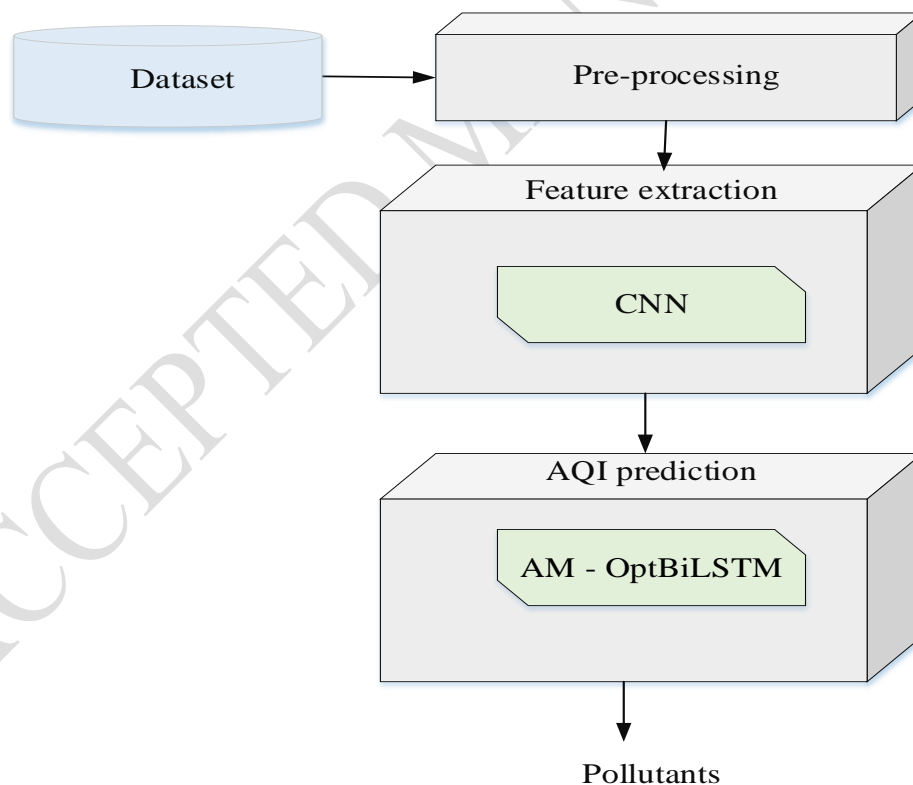 Dataset
Pre-processing
Feature extraction
CNN
AQI prediction
AM - OptBiLSTM
Pollutants